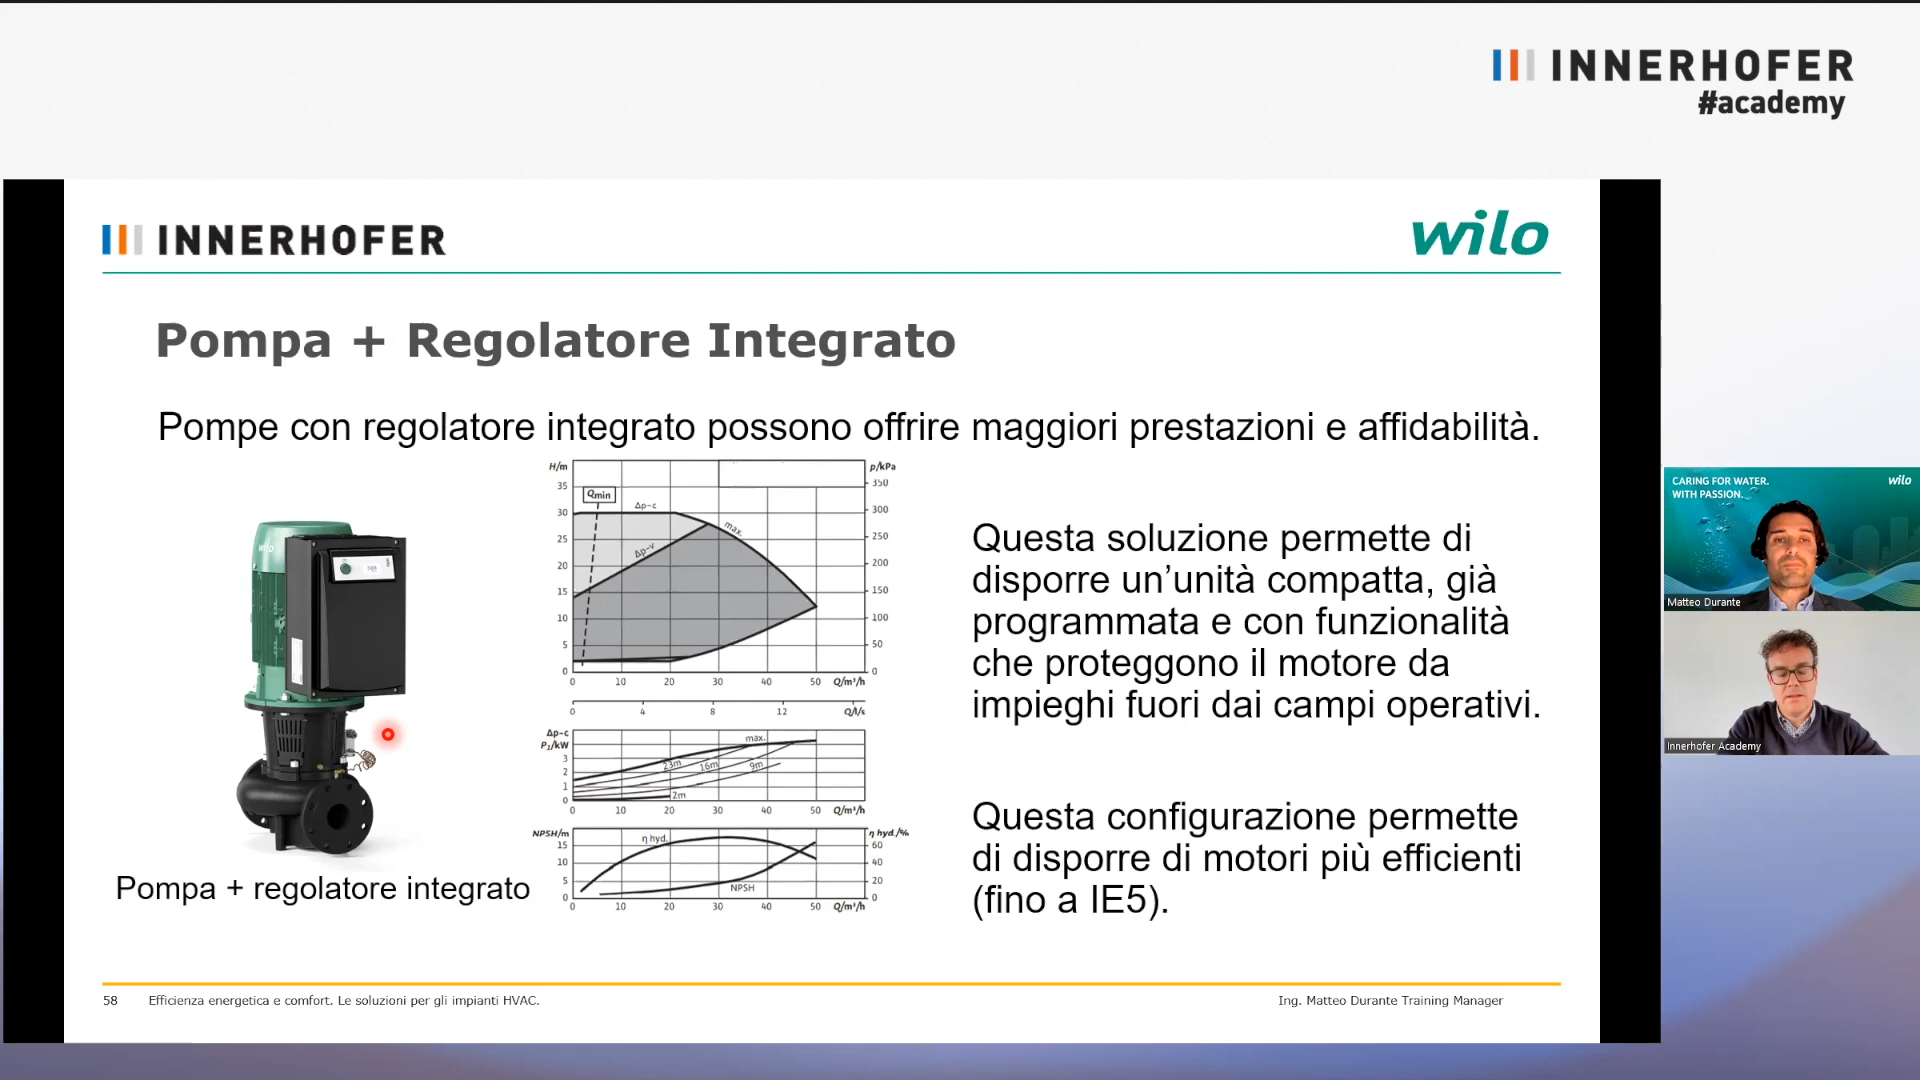 INNERHOFER
#academy
INNERHOFER
wilo
Pompa + Regolatore Integrato
Pompe con regolatore integrato possono offrire maggiori prestazioni e affidabilità.
H/m
p/kPa
35
30
25
20
15
10
5
0
350
300
250
200
150
100
50
0
Qmin
Δp-c
max.
Δp-v
0 10 20 30 40 50 Q/m³/h
0 4 8 12 Q/l/s
Δp-c
P₁/kW
3
2
1
0
max.
23m 16m 9m
2m
0 10 20 30 40 50 Q/m³/h
NPSH/m
η hyd./%
15
10
5
0
60
40
20
0
η hyd.
NPSH
0 10 20 30 40 50 Q/m³/h
Pompa + regolatore integrato
Questa soluzione permette di
disporre un’unità compatta, già
programmata e con funzionalità
che proteggono il motore da
impieghi fuori dai campi operativi.
Questa configurazione permette
di disporre di motori più efficienti
(fino a IE5).
58 Efficienza energetica e comfort. Le soluzioni per gli impianti HVAC.
Ing. Matteo Durante Training Manager
CARING FOR WATER.
WITH PASSION.
wilo
Matteo Durante
Innerhofer Academy